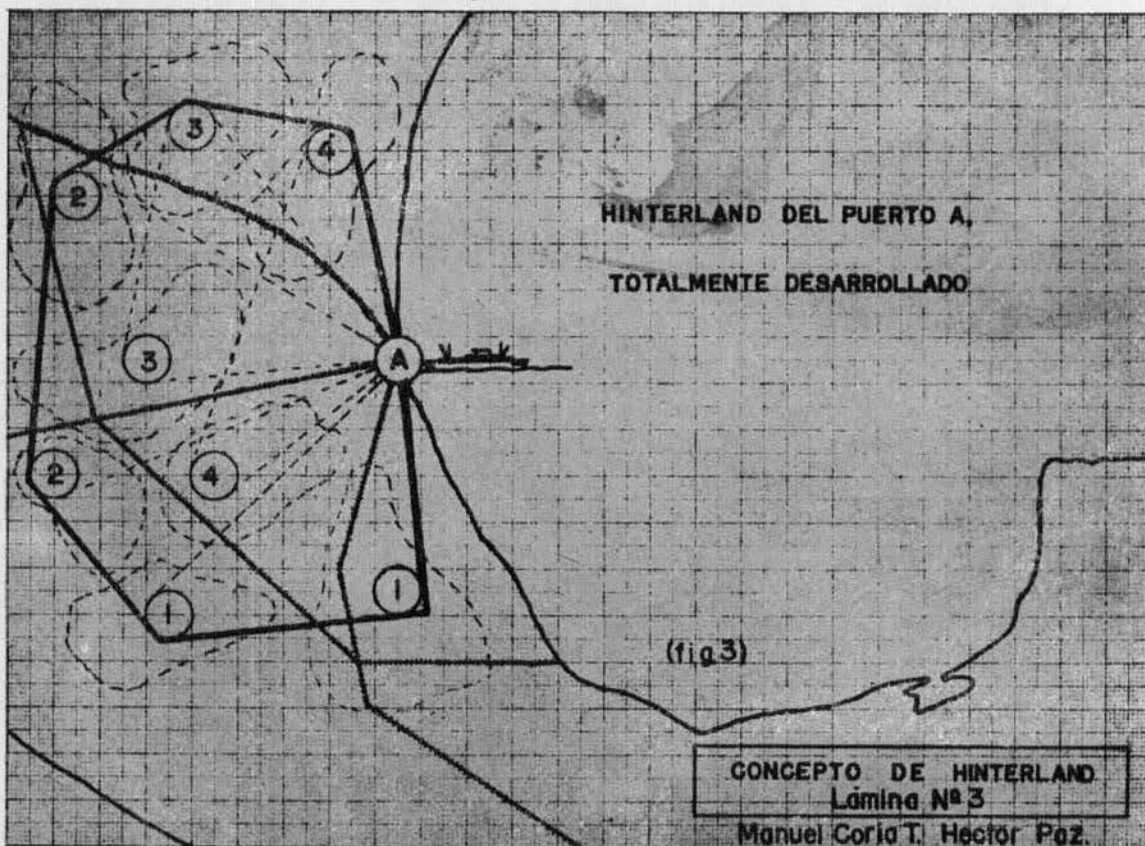 3
4
2
HINTERLAND DEL PUERTO A,
TOTALMENTE DESARROLLADO
3
A
2
4
1
1
(fig3)
CONCEPTO DE HINTERLAND
Lámina Nº 3
Manuel Coria T. Hector Paz.